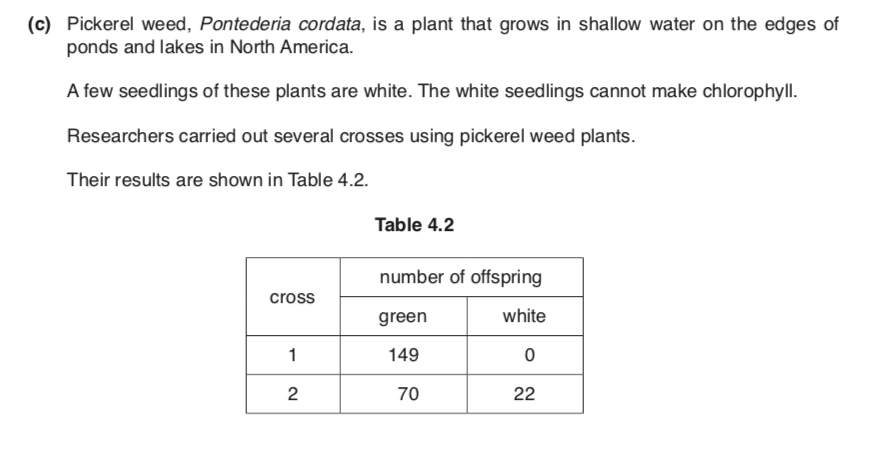 (c) Pickerel weed, Pontederia cordata, is a plant that grows in shallow water on the edges of
ponds and lakes in North America.
A few seedlings of these plants are white. The white seedlings cannot make chlorophyll.
Researchers carried out several crosses using pickerel weed plants.
Their results are shown in Table 4.2.
Table 4.2
number of offspring
cross
green white
1 149 0
2 70 22